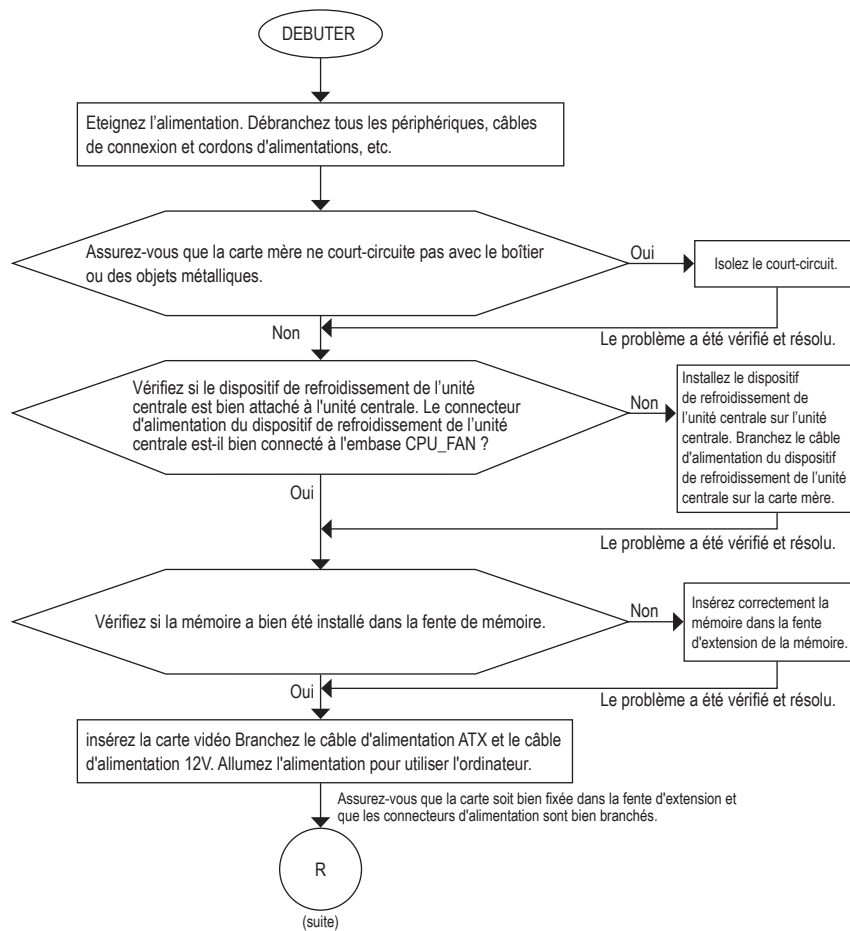 DEBUTER
Eteignez l'alimentation. Débranchez tous les périphériques, câbles
de connexion et cordons d'alimentations, etc.
Assurez-vous que la carte mère ne court-circuite pas avec le boîtier
ou des objets métalliques.
Oui
Isolez le court-circuit.
Non
Le problème a été vérifié et résolu.
Vérifiez si le dispositif de refroidissement de l'unité
centrale est bien attaché à l'unité centrale. Le connecteur
d'alimentation du dispositif de refroidissement de l'unité
centrale est-il bien connecté à l'embase CPU_FAN ?
Non
Installez le dispositif
de refroidissement de
l'unité centrale sur l'unité
centrale. Branchez le câble
d'alimentation du dispositif
de refroidissement de l'unité
centrale sur la carte mère.
Oui
Le problème a été vérifié et résolu.
Vérifiez si la mémoire a bien été installé dans la fente de mémoire.
Non
Insérez correctement la
mémoire dans la fente
d'extension de la mémoire.
Oui
Le problème a été vérifié et résolu.
insérez la carte vidéo Branchez le câble d'alimentation ATX et le câble
d'alimentation 12V. Allumez l'alimentation pour utiliser l'ordinateur.
Assurez-vous que la carte soit bien fixée dans la fente d'extension et
que les connecteurs d'alimentation sont bien branchés.
R
(suite)